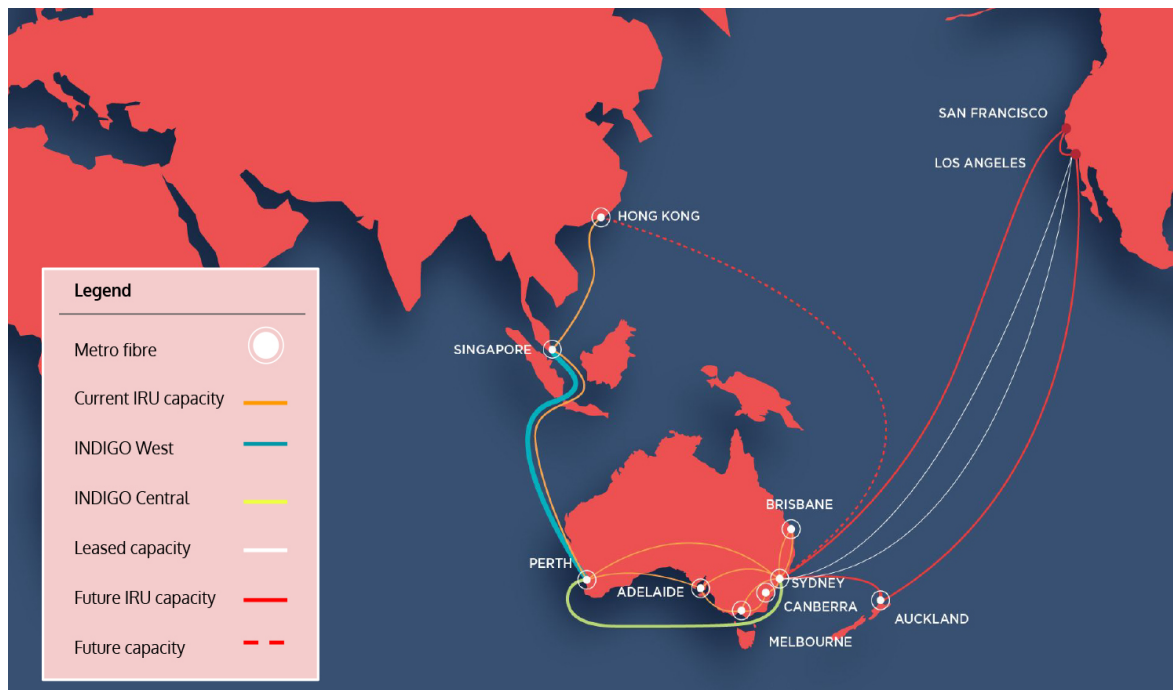 SAN FRANCISCO
LOS ANGELES
HONG KONG
SINGAPORE
BRISBANE
PERTH
ADELAIDE
SYDNEY
CANBERRA
AUCKLAND
MELBOURNE
Legend
Metro fibre
Current IRU capacity
INDIGO West
INDIGO Central
Leased capacity
Future IRU capacity
Future capacity